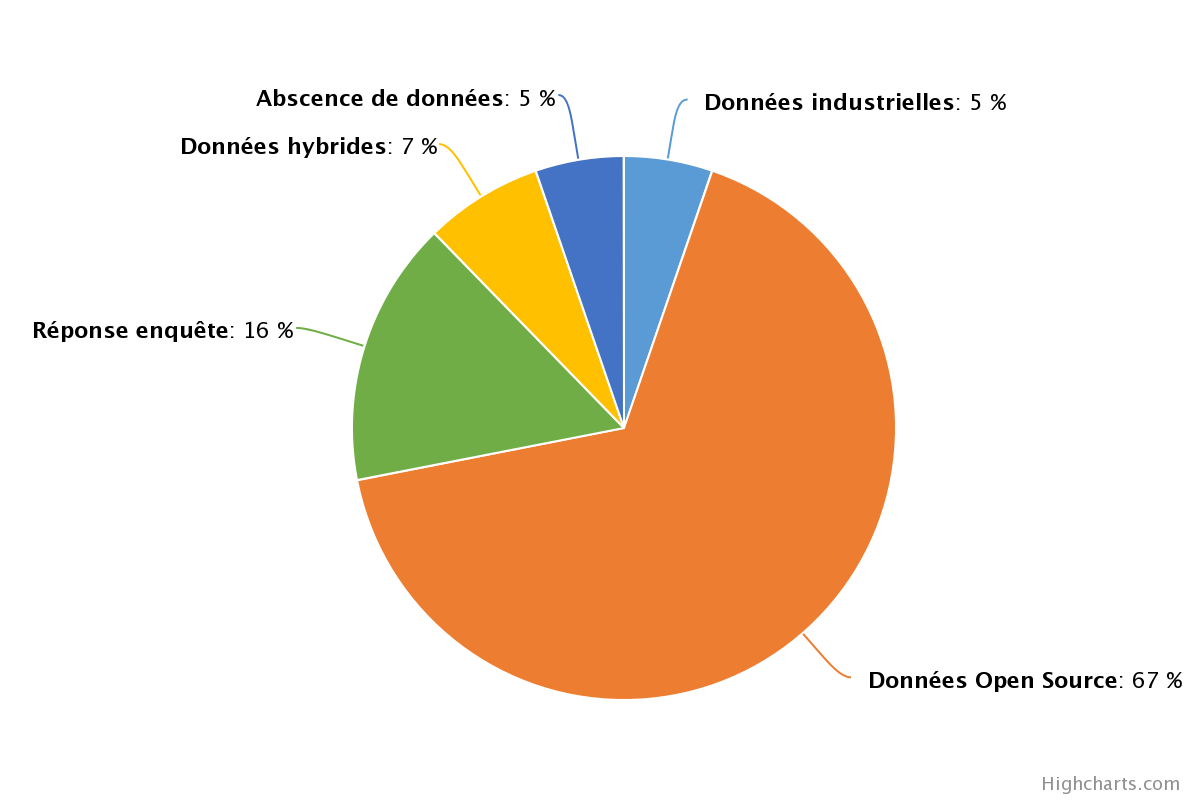 Abscence de données: 5 %
Données industrielles: 5 %
Données hybrides: 7 %
Réponse enquête: 16 %
Données Open Source: 67 %
Highcharts.com